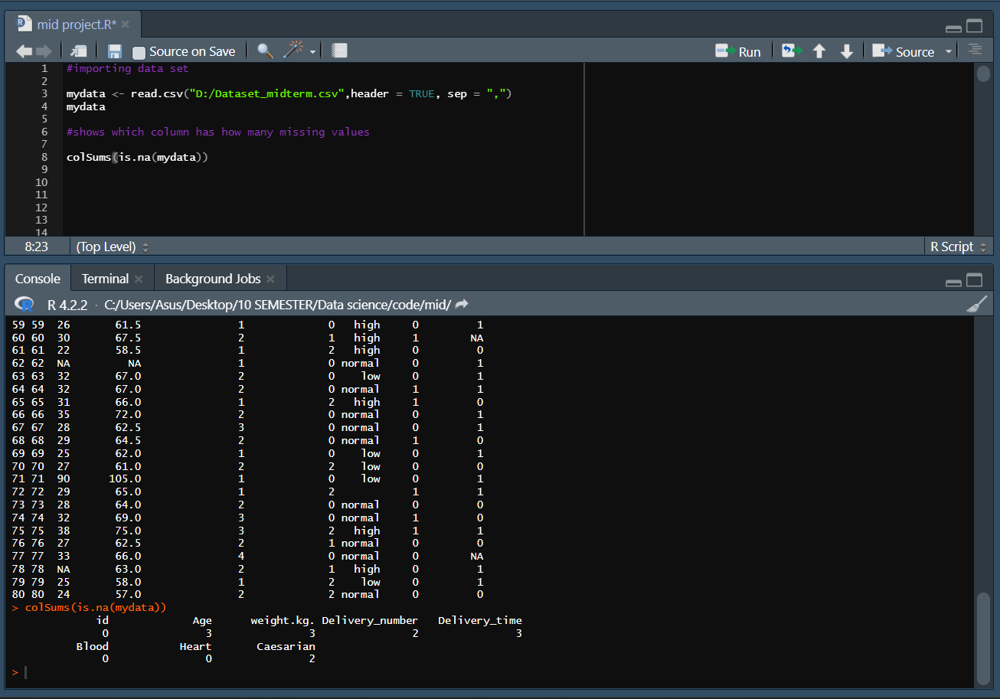 mid project.R*
Source on Save Run Source
1 #importing data set
2
3 mydata <- read.csv("D:/Dataset_midterm.csv",header = TRUE, sep = ",")
4 mydata
5
6 #shows which column has how many missing values
7
8 colSums(is.na(mydata))
9
10
11
12
13
14
8:23 (Top Level) R Script
Console Terminal Background Jobs
R 4.2.2 · C:/Users/Asus/Desktop/10 SEMESTER/Data science/code/mid/
59 59 26 61.5 1 0 high 0 1
60 60 30 67.5 2 1 high 1 NA
61 61 22 58.5 1 2 high 0 0
62 62 NA NA 1 0 normal 0 1
63 63 32 67.0 2 0 low 0 1
64 64 32 67.0 2 0 normal 1 1
65 65 31 66.0 1 2 high 1 0
66 66 35 72.0 2 0 normal 0 1
67 67 28 62.5 3 0 normal 0 1
68 68 29 64.5 2 0 normal 1 0
69 69 25 62.0 1 0 low 0 1
70 70 27 61.0 2 2 low 0 0
71 71 90 105.0 1 0 low 0 1
72 72 29 65.0 1 2 1 1
73 73 28 64.0 2 0 normal 0 0
74 74 32 69.0 3 0 normal 1 0
75 75 38 75.0 3 2 high 1 1
76 76 27 62.5 2 1 normal 0 0
77 77 33 66.0 4 0 normal 0 NA
78 78 NA 63.0 2 1 high 0 1
79 79 25 58.0 1 2 low 0 1
80 80 24 57.0 2 2 normal 0 0
> colSums(is.na(mydata))
id Age weight.kg. Delivery_number Delivery_time
0 3 3 2 3
Blood Heart Caesarian
0 0 2
>